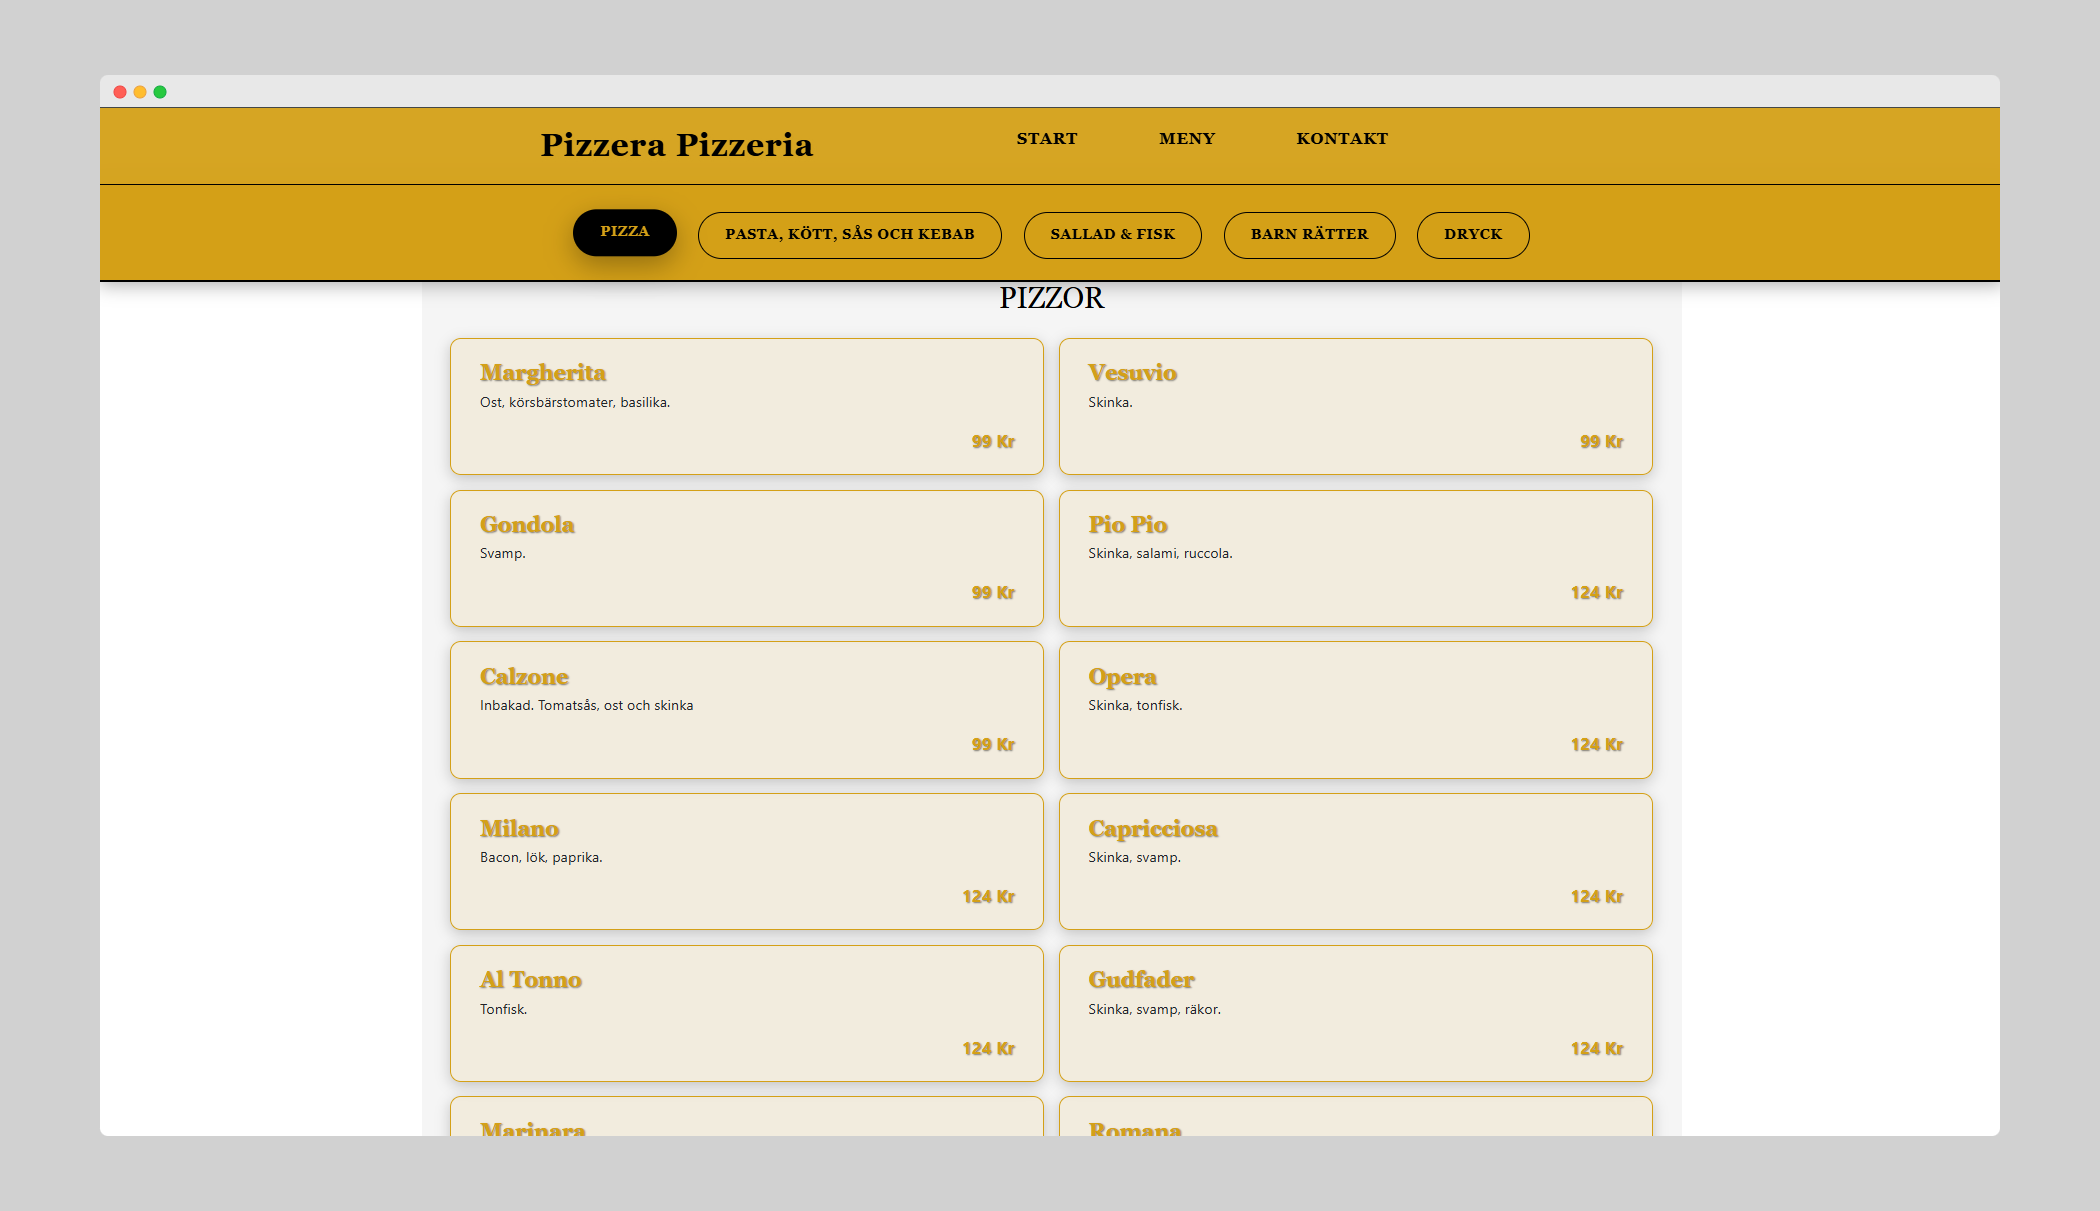 Pizzera Pizzeria
START MENY KONTAKT
PIZZA PASTA, KÖTT, SÅS OCH KEBAB SALLAD & FISK BARN RÄTTER DRYCK
PIZZOR
Margherita
Ost, körsbärstomater, basilika.
99 Kr
Vesuvio
Skinka.
99 Kr
Gondola
Svamp.
99 Kr
Pio Pio
Skinka, salami, ruccola.
124 Kr
Calzone
Inbakad. Tomatsås, ost och skinka
99 Kr
Opera
Skinka, tonfisk.
124 Kr
Milano
Bacon, lök, paprika.
124 Kr
Capricciosa
Skinka, svamp.
124 Kr
Al Tonno
Tonfisk.
124 Kr
Gudfader
Skinka, svamp, räkor.
124 Kr
Marinara
Romana